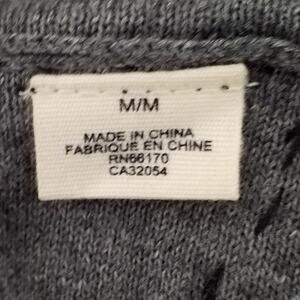 M/M
MADE IN CHINA
FABRIQUE EN CHINE
RN66170
CA32054